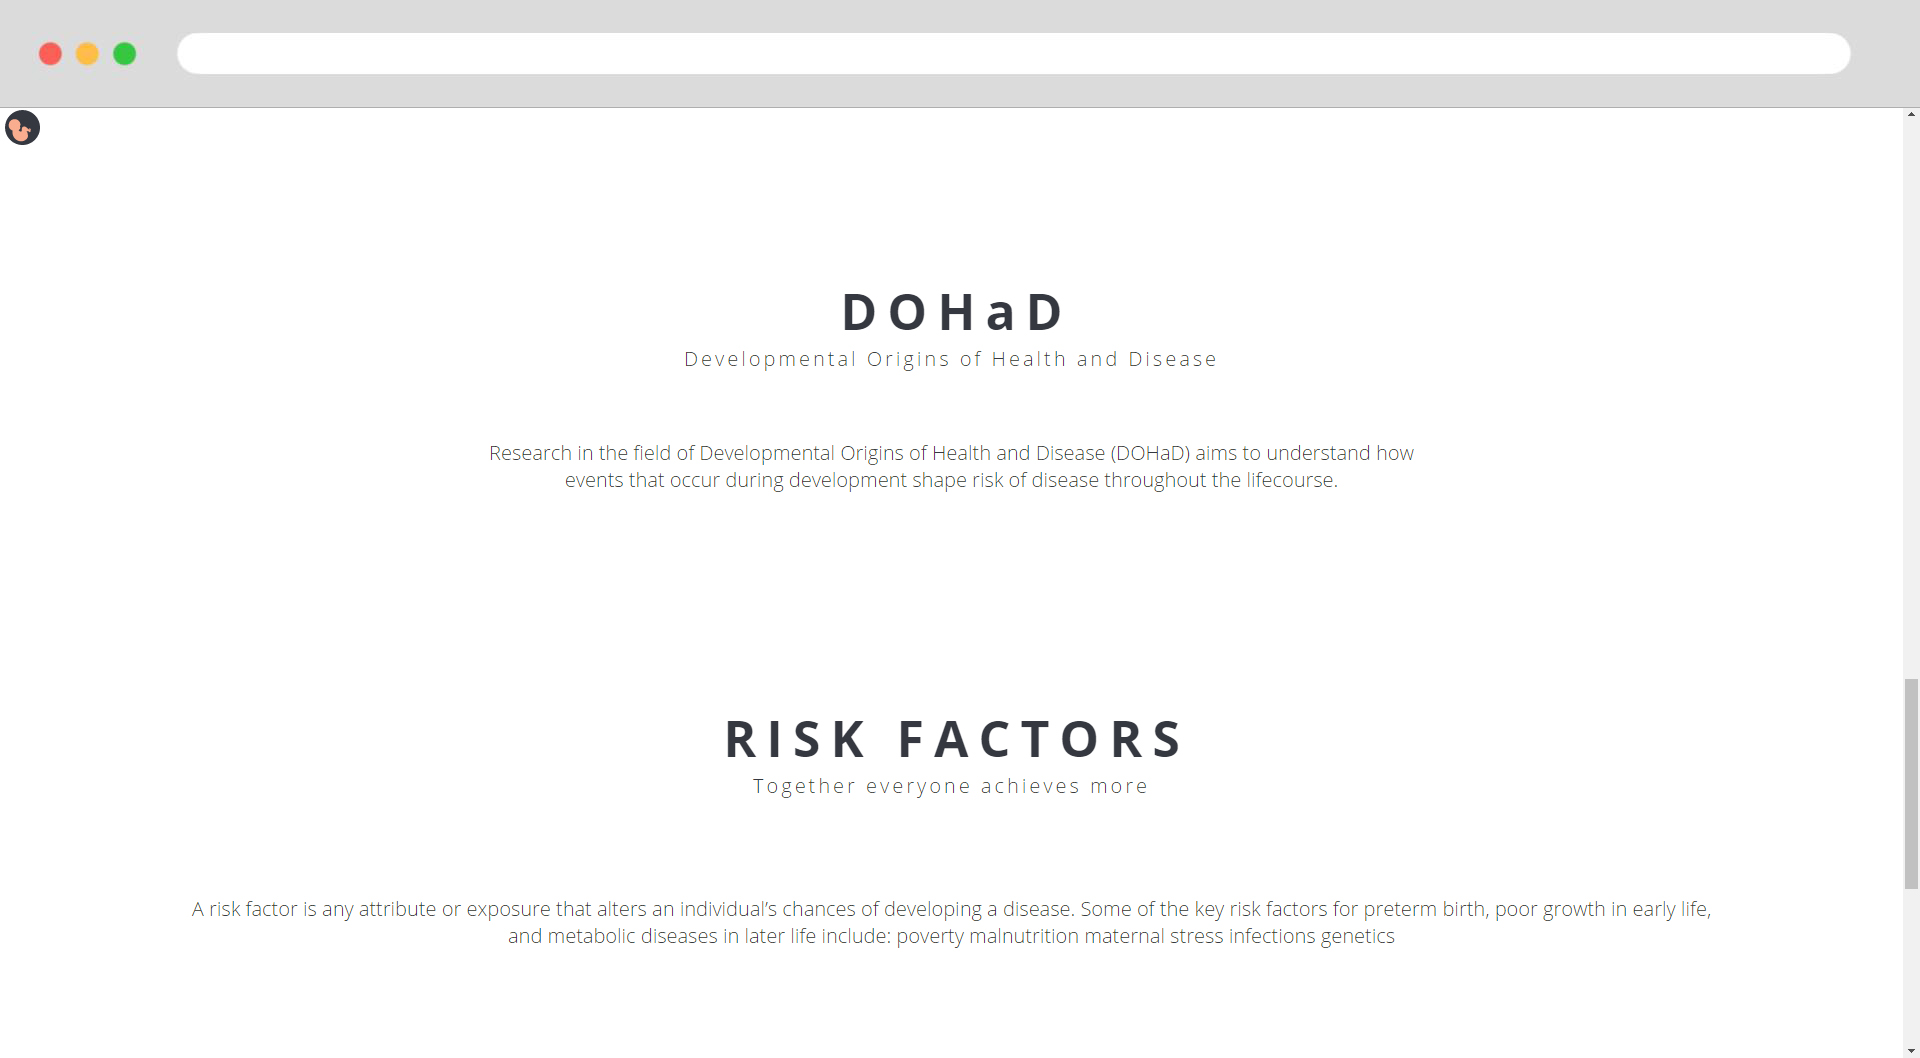 DOHaD
Developmental Origins of Health and Disease
Research in the field of Developmental Origins of Health and Disease (DOHaD) aims to understand how
events that occur during development shape risk of disease throughout the lifecourse.
RISK FACTORS
Together everyone achieves more
A risk factor is any attribute or exposure that alters an individual’s chances of developing a disease. Some of the key risk factors for preterm birth, poor growth in early life,
and metabolic diseases in later life include: poverty malnutrition maternal stress infections genetics